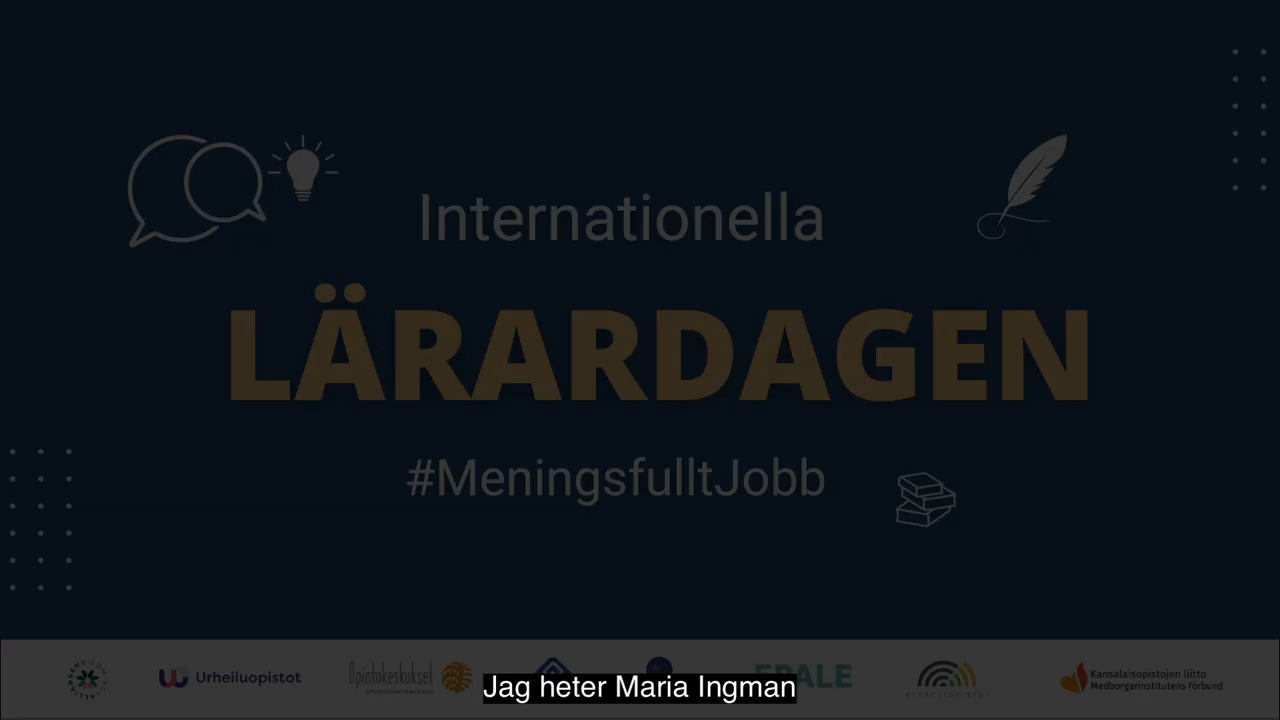 Internationella
LÄRARDAGEN
#MeningsfulltJobb
Urheiluopistot
Opintokeskukset
EPALE
Kansalaisopistojen liitto
Medborgarinstitutens förbund
Jag heter Maria Ingman